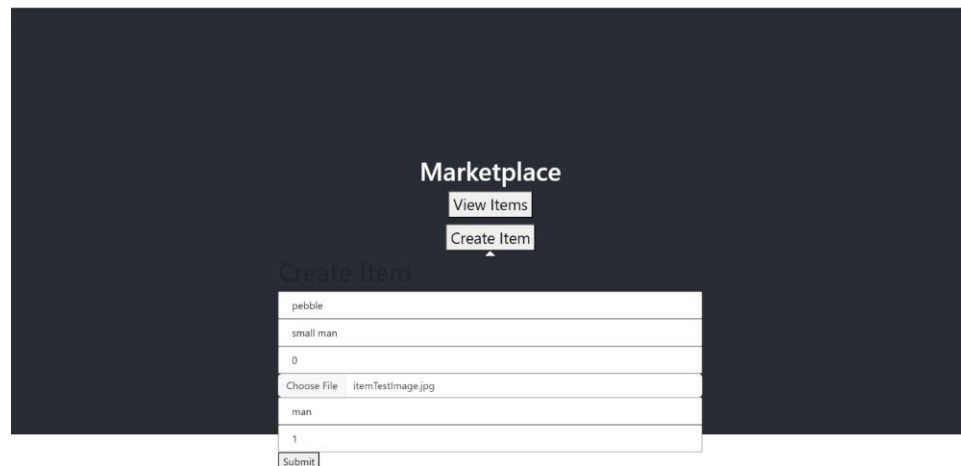 Marketplace
View Items
Create Item
Create Item
pebble
small man
0
Choose File itemTestImage.jpg
man
1
Submit